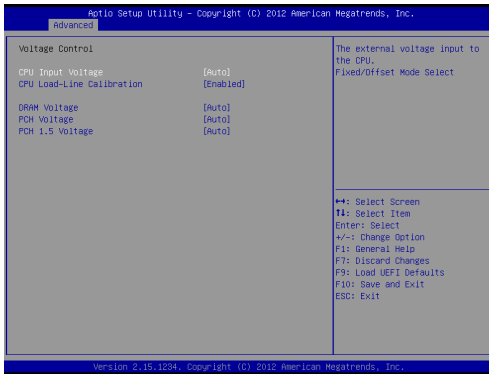 Aptio Setup Utility - Copyright (C) 2012 American Megatrends, Inc.
Advanced
Voltage Control
CPU Input Voltage [Auto]
CPU Load-Line Calibration [Enabled]
DRAM Voltage [Auto]
PCH Voltage [Auto]
PCH 1.5 Voltage [Auto]
The external voltage input to
the CPU.
Fixed/Offset Mode Select
↔: Select Screen
↑↓: Select Item
Enter: Select
+/-: Change Option
F1: General Help
F7: Discard Changes
F9: Load UEFI Defaults
F10: Save and Exit
ESC: Exit
Version 2.15.1234. Copyright (C) 2012 American Megatrends, Inc.